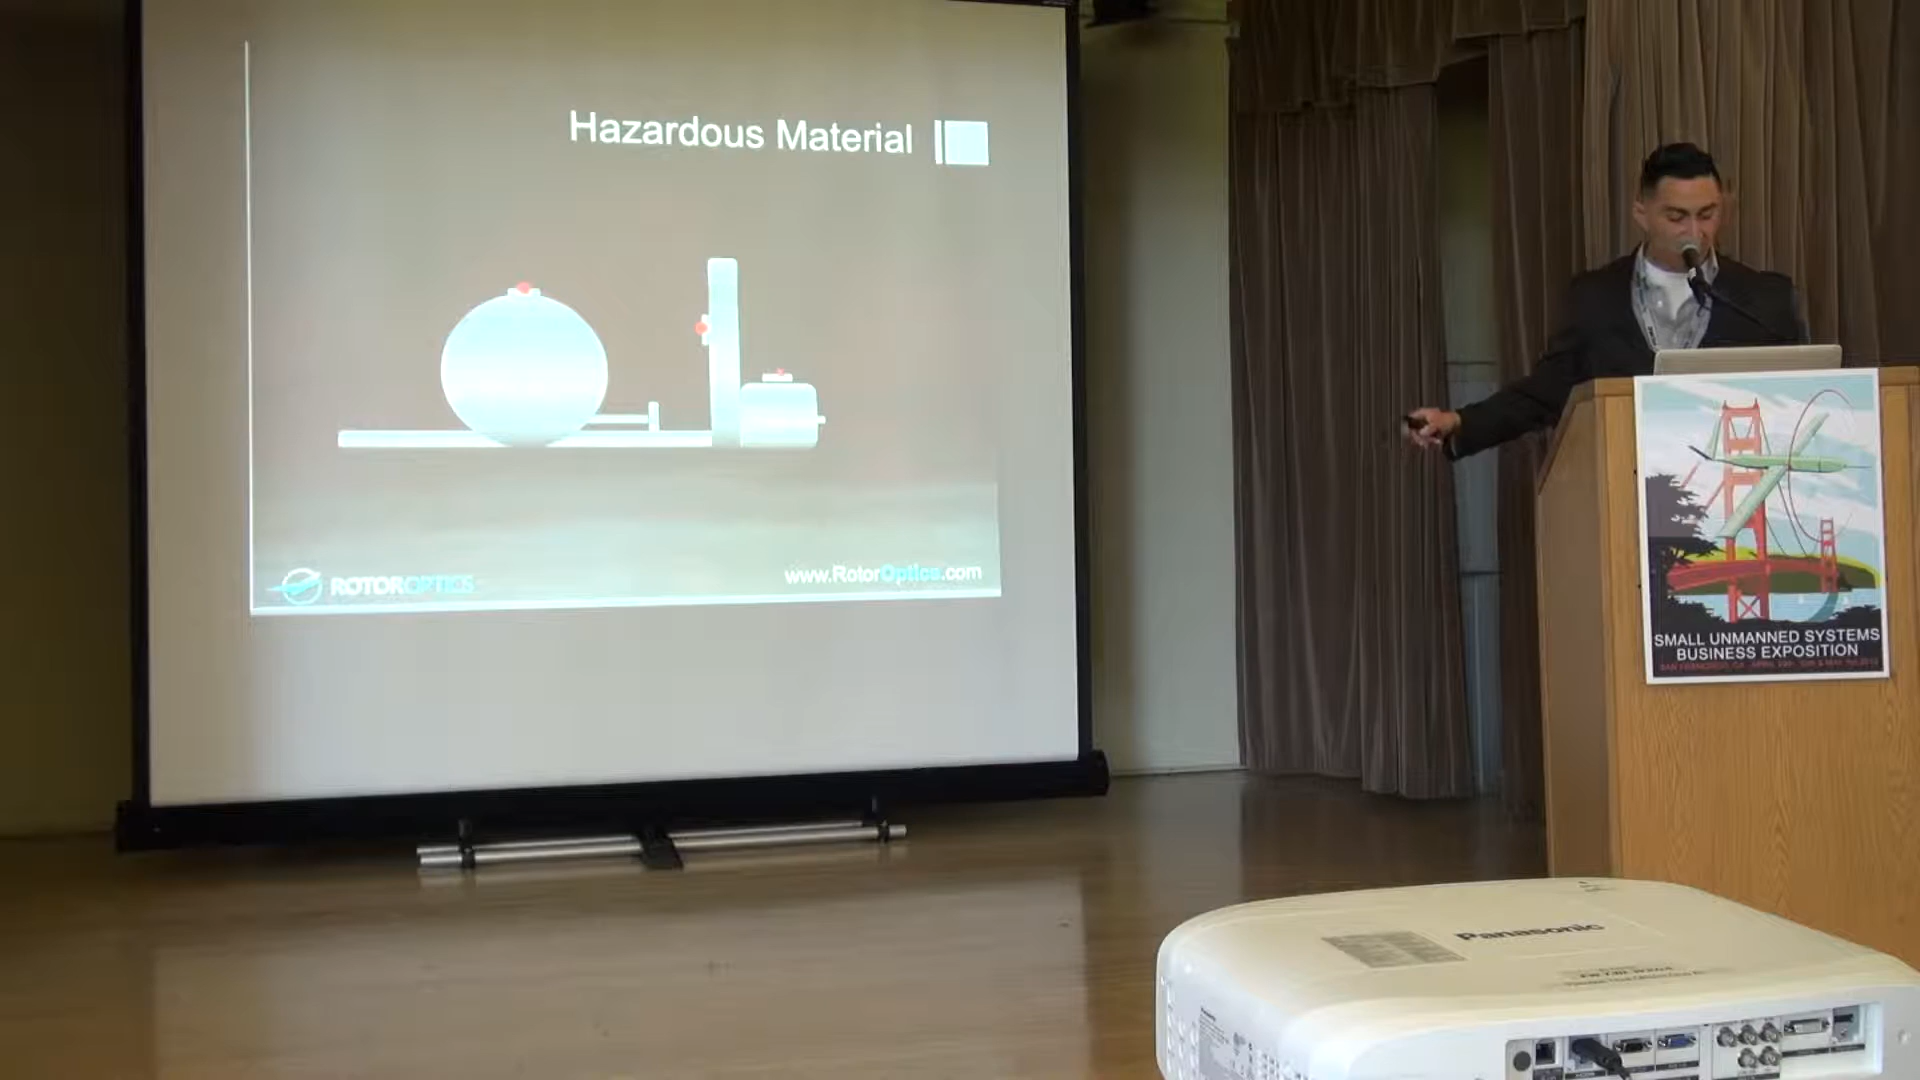 Hazardous Material
ROTOROPTICS
www.RotorOptics.com
SMALL UNMANNED SYSTEMS
BUSINESS EXPOSITION
Panasonic